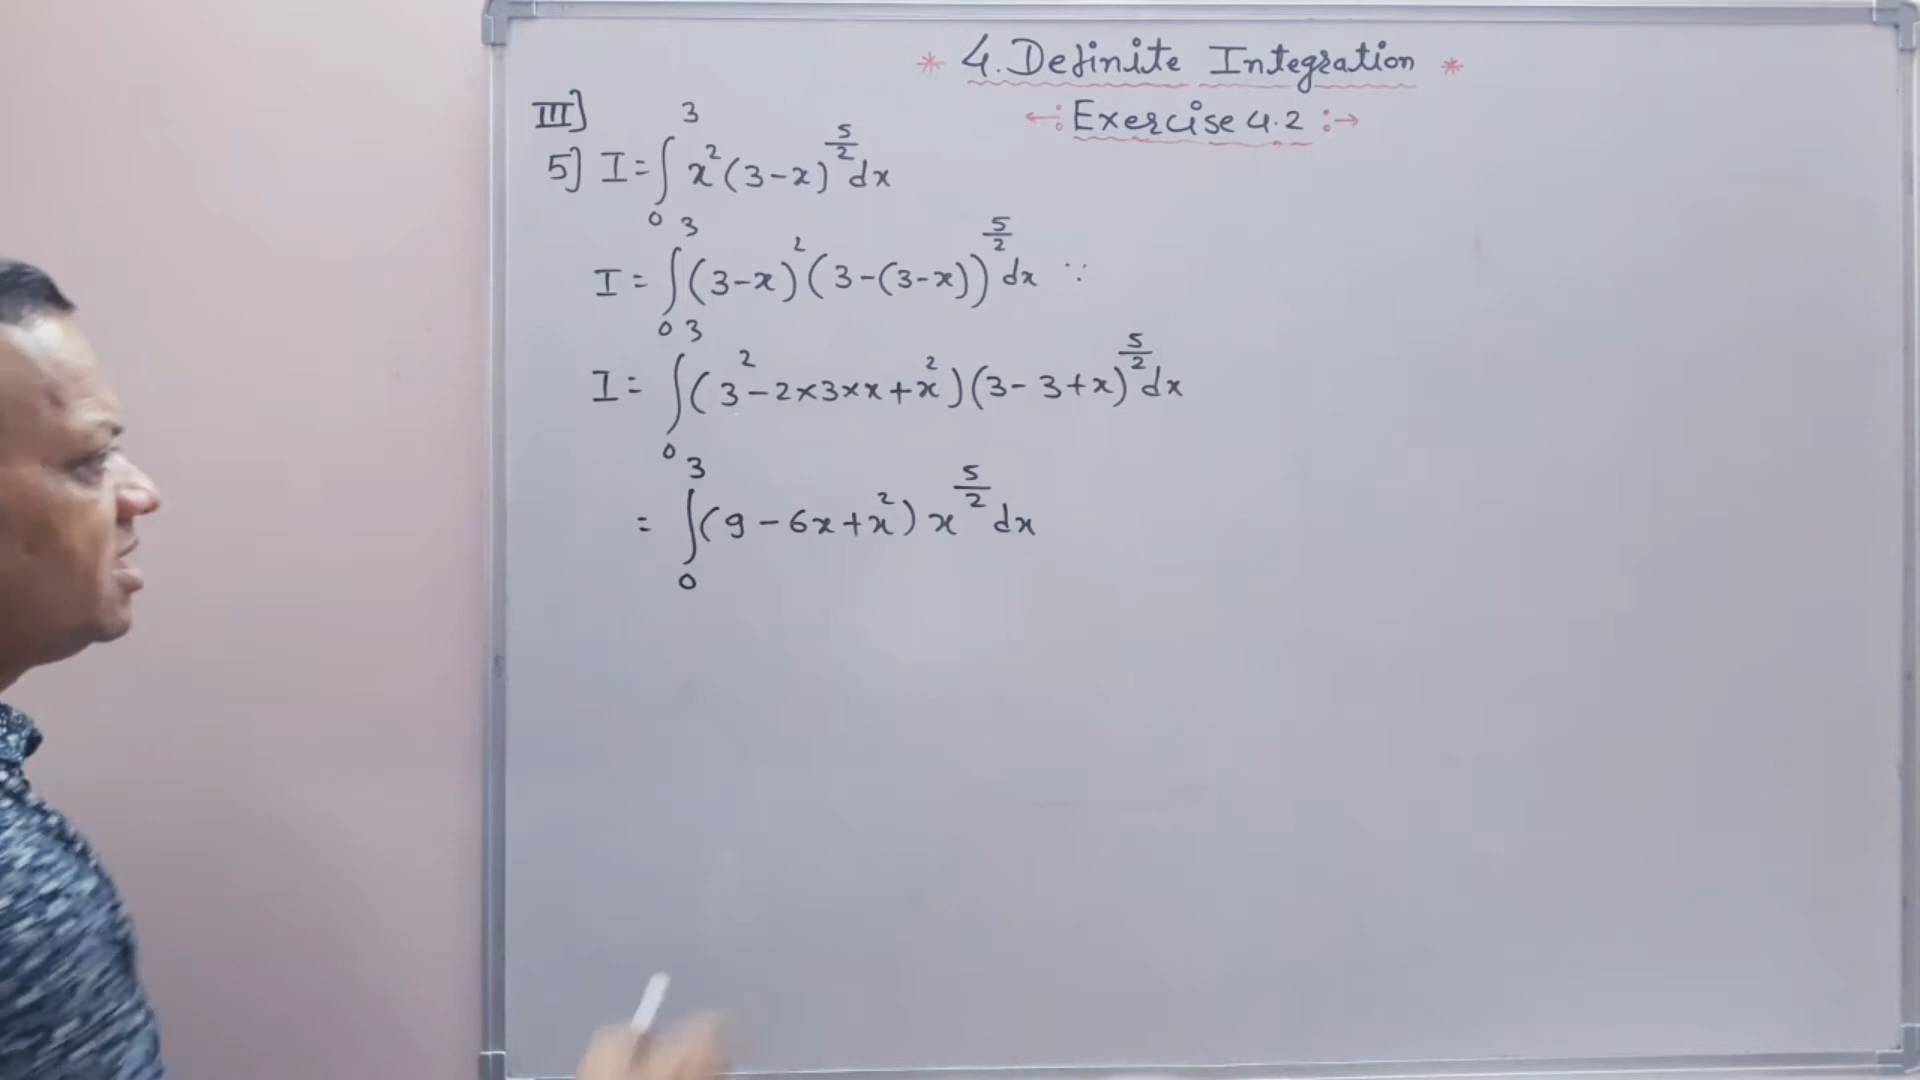 * 4. Definite Integration *
←: Exercise 4.2 :→
III]
5] I = ∫₀³ x²(3-x)^(5/2) dx
I = ∫₀³ (3-x)²(3-(3-x))^(5/2) dx ∵
I = ∫₀³ (3²-2×3×x+x²)(3-3+x)^(5/2) dx
= ∫₀³ (9-6x+x²) x^(5/2) dx